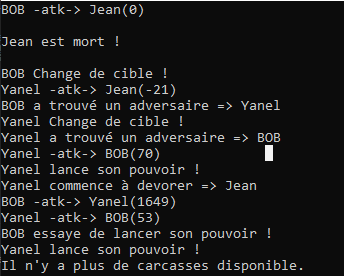 BOB -atk-> Jean(0)
Jean est mort !
BOB Change de cible !
Yanel -atk-> Jean(-21)
BOB a trouvé un adversaire => Yanel
Yanel Change de cible !
Yanel a trouvé un adversaire => BOB
Yanel -atk-> BOB(70)
Yanel lance son pouvoir !
Yanel commence à devorer => Jean
BOB -atk-> Yanel(1649)
Yanel -atk-> BOB(53)
BOB essaye de lancer son pouvoir !
Yanel lance son pouvoir !
Il n'y a plus de carcasses disponible.